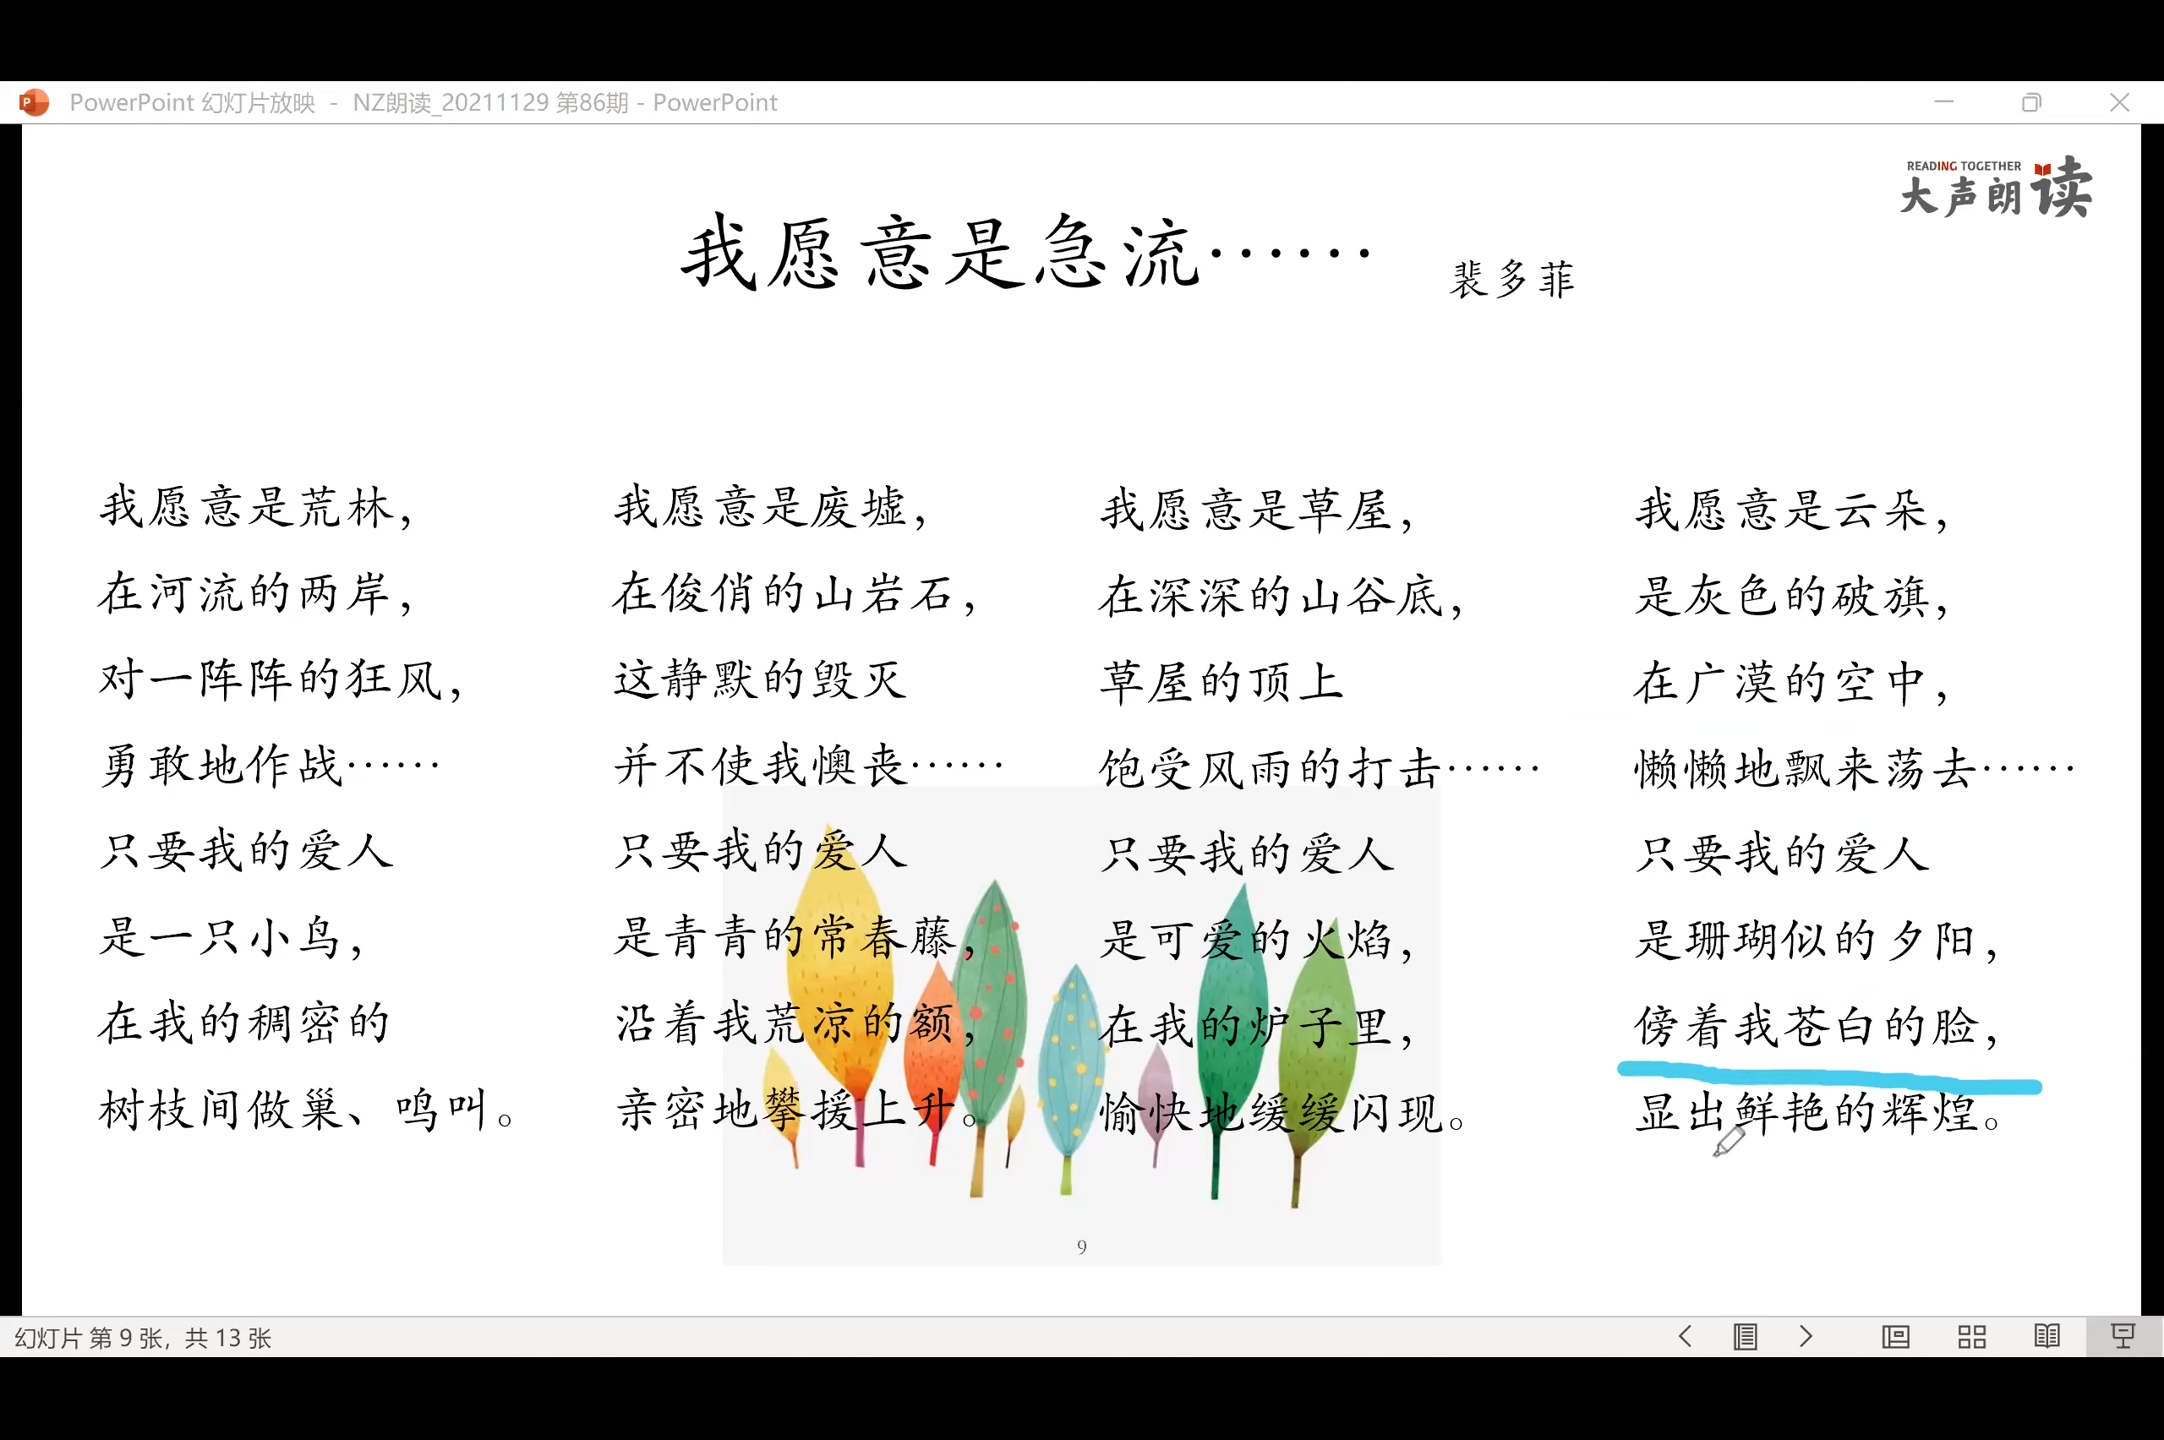 PowerPoint 幻灯片放映 - NZ朗读_20211129 第86期 - PowerPoint
READING TOGETHER
大声朗读
我愿意是急流……
裴多菲
我愿意是荒林，
在河流的两岸，
对一阵阵的狂风，
勇敢地作战……
只要我的爱人
是一只小鸟，
在我的稠密的
树枝间做巢、鸣叫。
我愿意是废墟，
在俊俏的山岩石，
这静默的毁灭
并不使我懊丧……
只要我的爱人
是青青的常春藤，
沿着我荒凉的额，
亲密地攀援上升。
我愿意是草屋，
在深深的山谷底，
草屋的顶上
饱受风雨的打击……
只要我的爱人
是可爱的火焰，
在我的炉子里，
愉快地缓缓闪现。
我愿意是云朵，
是灰色的破旗，
在广漠的空中，
懒懒地飘来荡去……
只要我的爱人
是珊瑚似的夕阳，
傍着我苍白的脸，
显出鲜艳的辉煌。
9
幻灯片 第 9 张，共 13 张